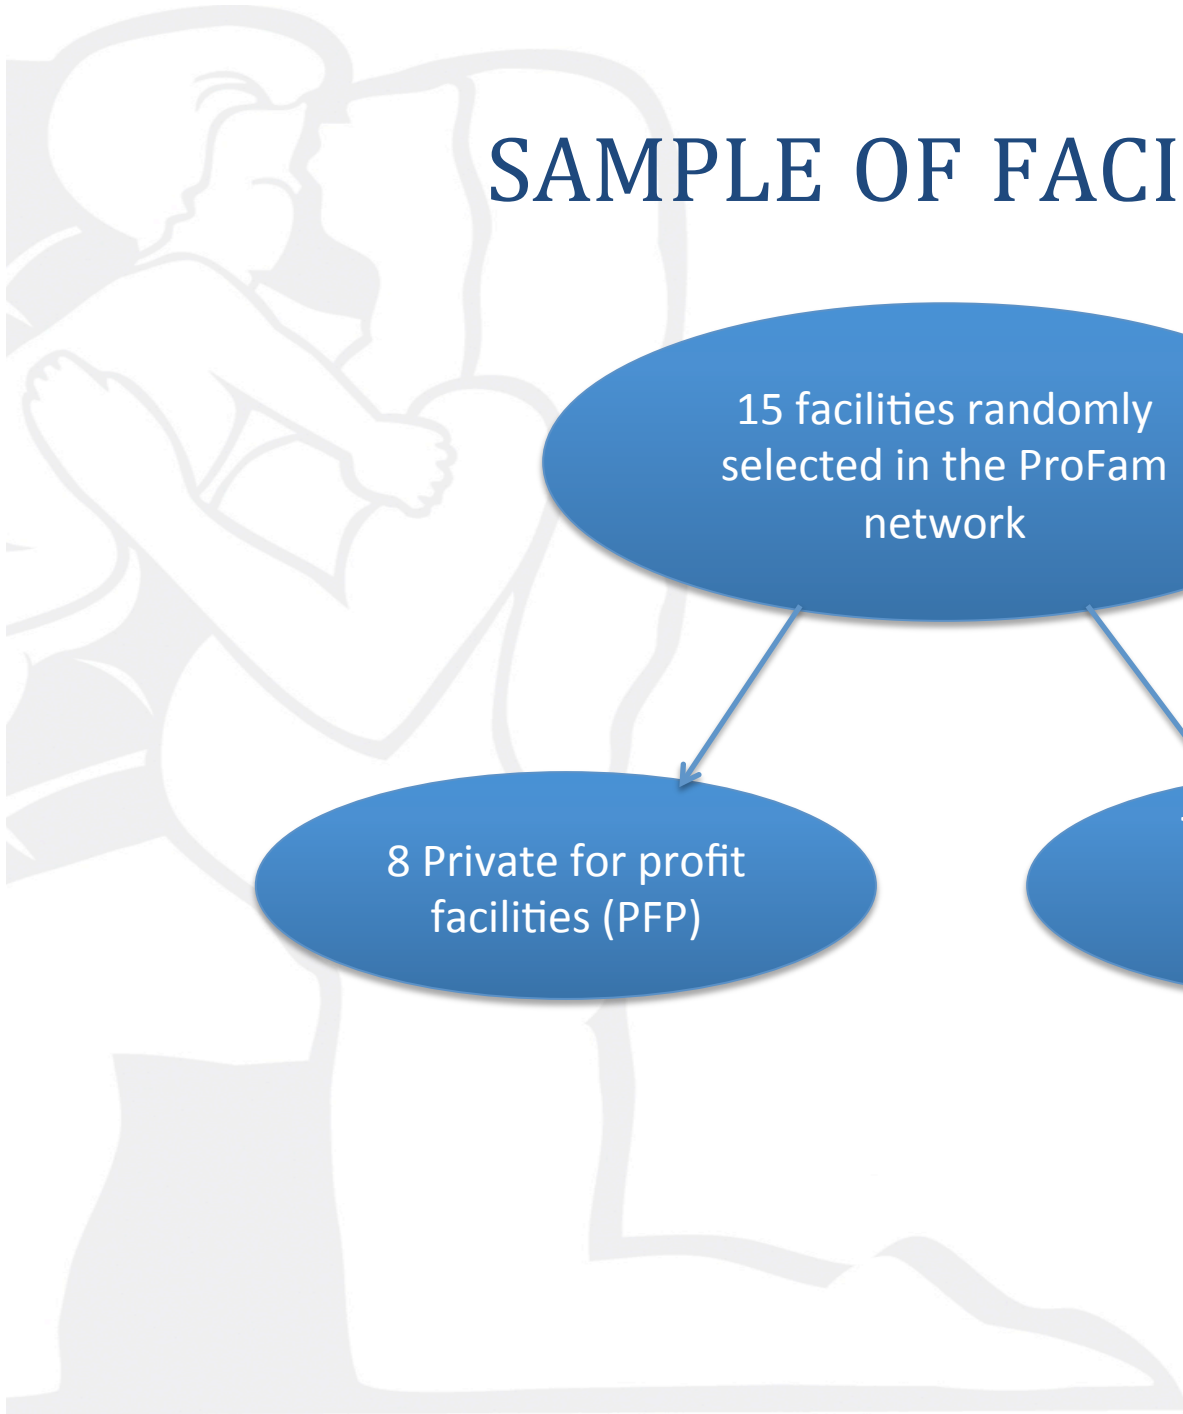 SAMPLE OF FACI
15 facilities randomly
selected in the ProFam
network
8 Private for profit
facilities (PFP)